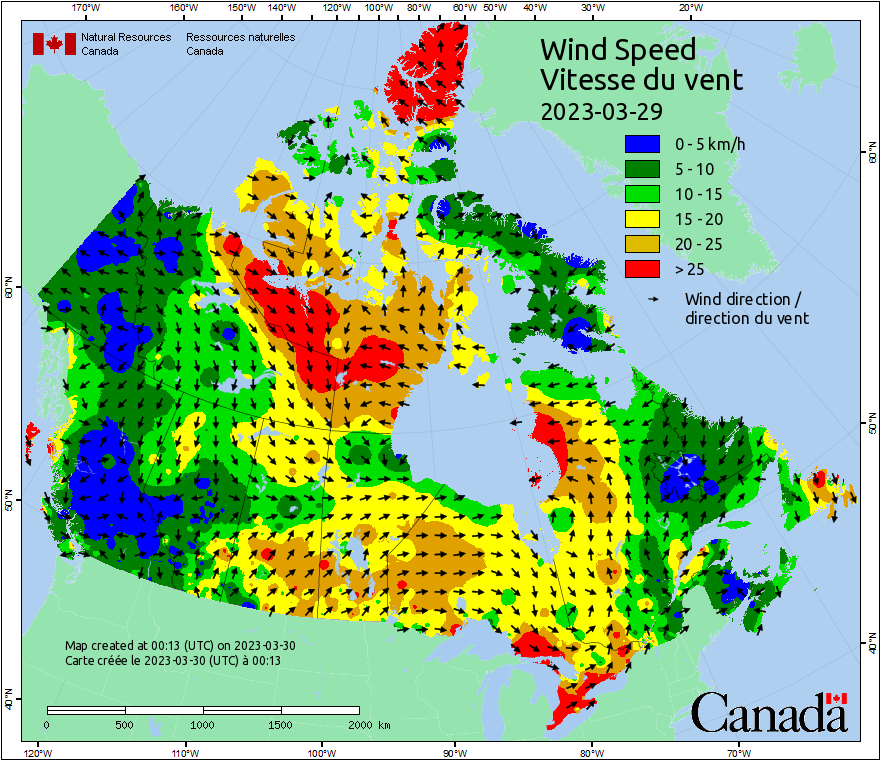 170°W 160°W 150°W 140°W 120°W 100°W 80°W 60°W 50°W 40°W 30°W 20°W
Natural Resources Canada
Ressources naturelles Canada
Wind Speed
Vitesse du vent
2023-03-29
0 - 5 km/h
5 - 10
10 - 15
15 - 20
20 - 25
> 25
Wind direction /
direction du vent
60°N
50°N
40°N
60°N
50°N
40°N
Map created at 00:13 (UTC) on 2023-03-30
Carte créée le 2023-03-30 (UTC) à 00:13
0 500 1000 1500 2000 km
Canada
120°W 110°W 100°W 90°W 80°W 70°W